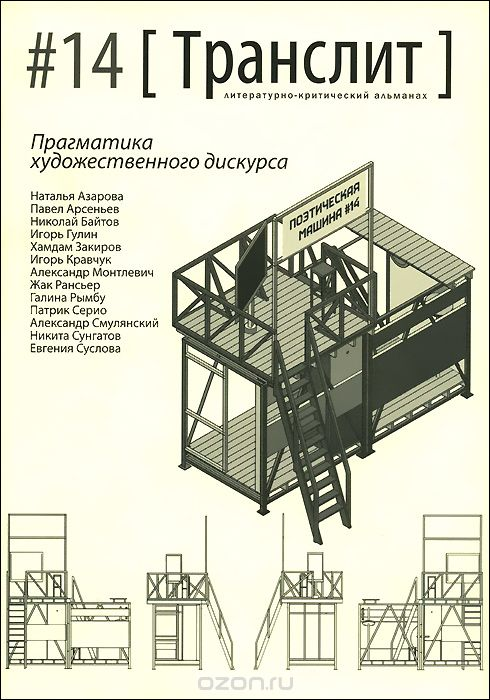 #14 [ Транслит ]
литературно-критический альманах
Прагматика
художественного дискурса
Наталья Азарова
Павел Арсеньев
Николай Байтов
Игорь Гулин
Хамдам Закиров
Игорь Кравчук
Александр Монтлевич
Жак Рансьер
Галина Рымбу
Патрик Серио
Александр Смулянский
Никита Сунгатов
Евгения Суслова
ПОЭТИЧЕСКАЯ
МАШИНА #14
ozon.ru